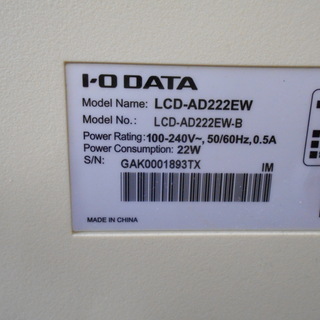 I-O DATA
Model Name: LCD-AD222EW
Model No.: LCD-AD222EW-B
Power Rating: 100-240V~, 50/60Hz, 0.5A
Power Consumption: 22W
S/N: GAK0001893TX IM
MADE IN CHINA